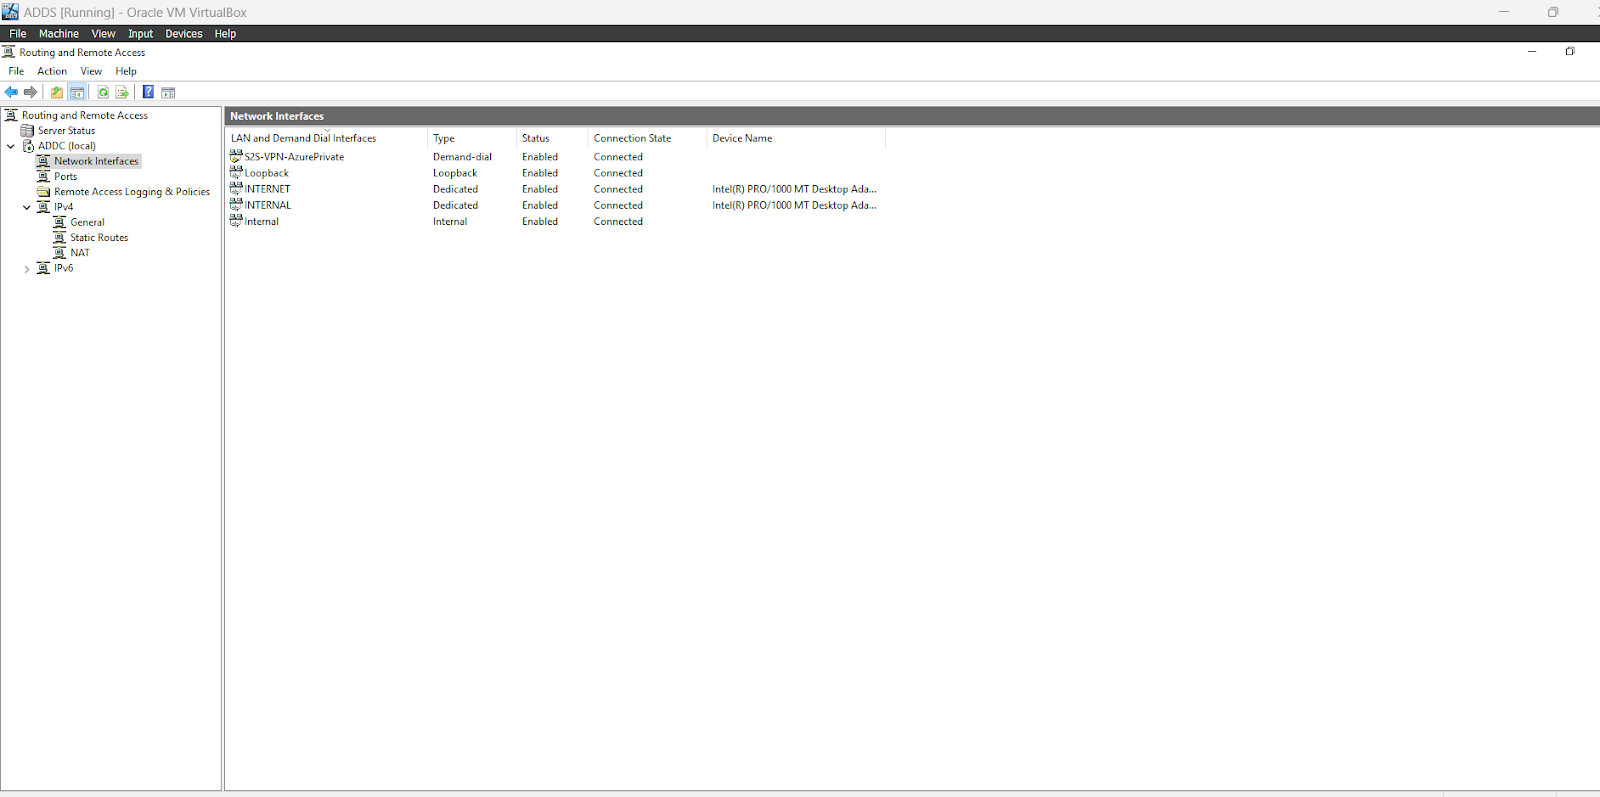 ADDS [Running] - Oracle VM VirtualBox
File Machine View Input Devices Help
Routing and Remote Access
File Action View Help
Routing and Remote Access
Server Status
ADDC (local)
Network Interfaces
Ports
Remote Access Logging & Policies
IPv4
General
Static Routes
NAT
IPv6
Network Interfaces
LAN and Demand Dial Interfaces Type Status Connection State Device Name
S2S-VPN-AzurePrivate Demand-dial Enabled Connected
Loopback Loopback Enabled Connected
INTERNET Dedicated Enabled Connected Intel(R) PRO/1000 MT Desktop Ada...
INTERNAL Dedicated Enabled Connected Intel(R) PRO/1000 MT Desktop Ada...
Internal Internal Enabled Connected